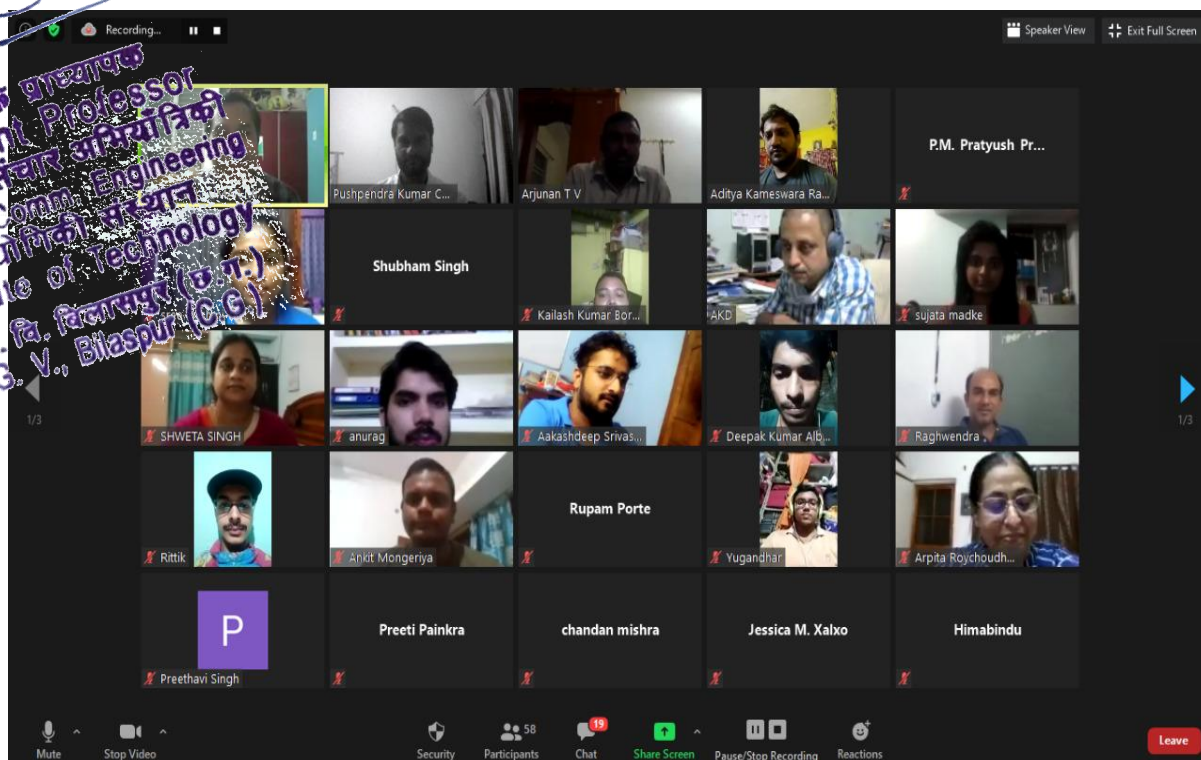 Recording...
Speaker View
Exit Full Screen
प्राध्यापक
Professor
संचार अभियाँत्रिकी
Comm. Engineering
संस्थान
of Technology
वि. बिलासपुर (छ.ग.)
V., Bilaspur (C.G.)
Pushpendra Kumar C...
Arjunan T V
Aditya Kameswara Ra...
P.M. Pratyush Pr...
Shubham Singh
Kailash Kumar Bor...
AKD
sujata madke
1/3
SHWETA SINGH
anurag
Aakashdeep Srivas...
Deepak Kumar Alb...
Raghwendra
1/3
Rittik
Ankit Mongeriya
Rupam Porte
Yugandhar
Arpita Roychoudh...
P
Preethavi Singh
Preeti Painkra
chandan mishra
Jessica M. Xalxo
Himabindu
Mute
Stop Video
Security
58
Participants
19
Chat
Share Screen
Pause/Stop Recording
Reactions
Leave